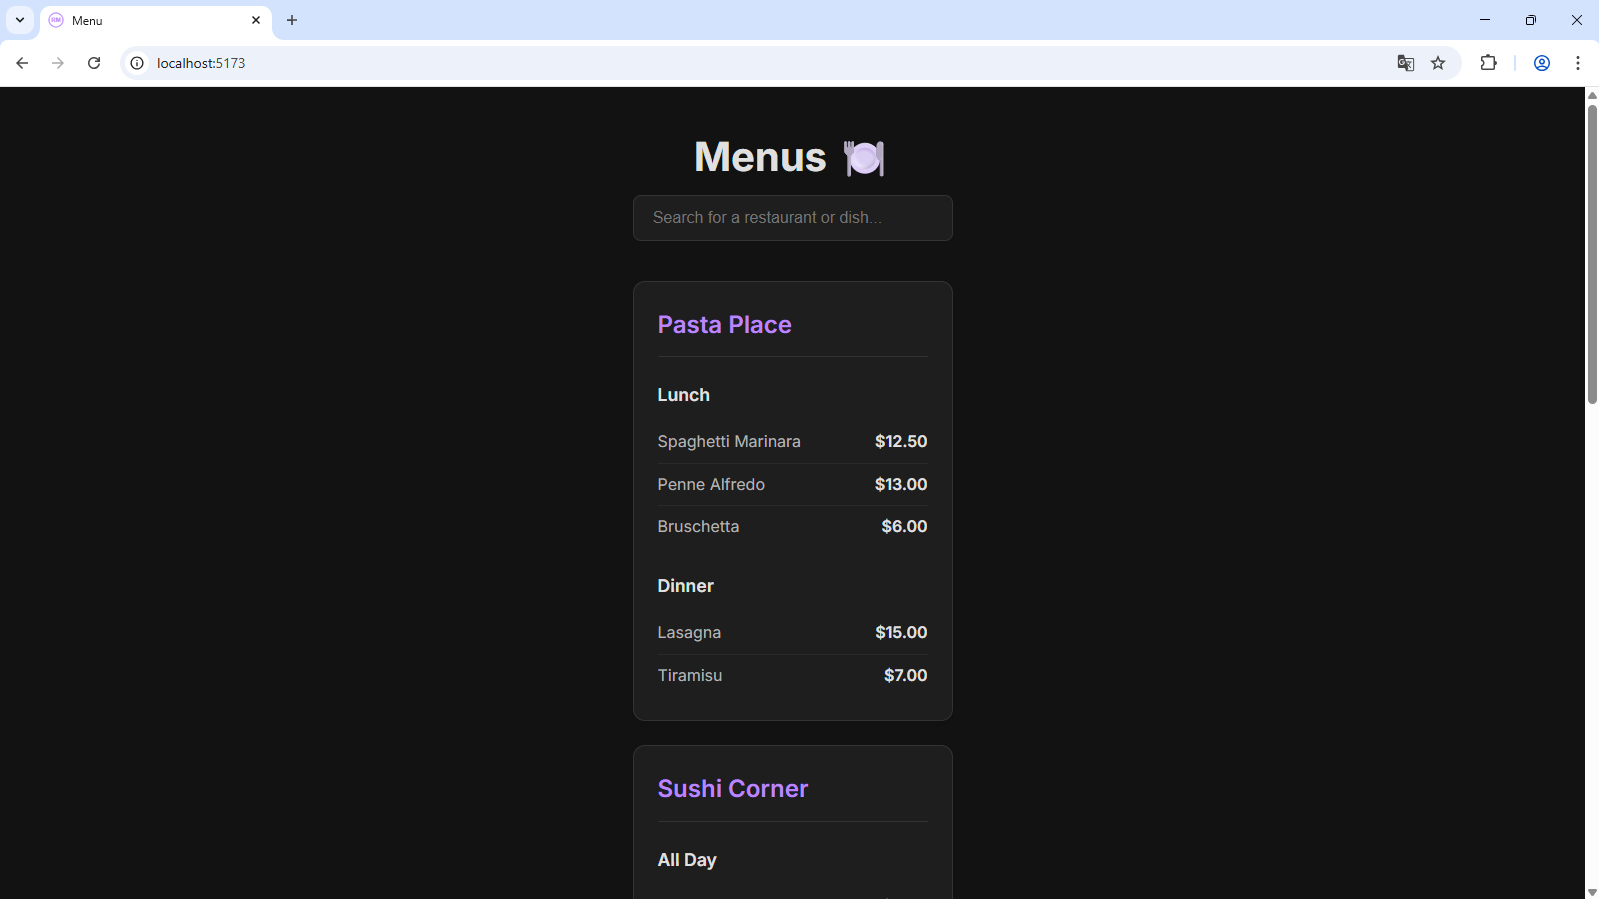 Menu
localhost:5173
Menus
Search for a restaurant or dish...
Pasta Place
Lunch
Spaghetti Marinara $12.50
Penne Alfredo $13.00
Bruschetta $6.00
Dinner
Lasagna $15.00
Tiramisu $7.00
Sushi Corner
All Day